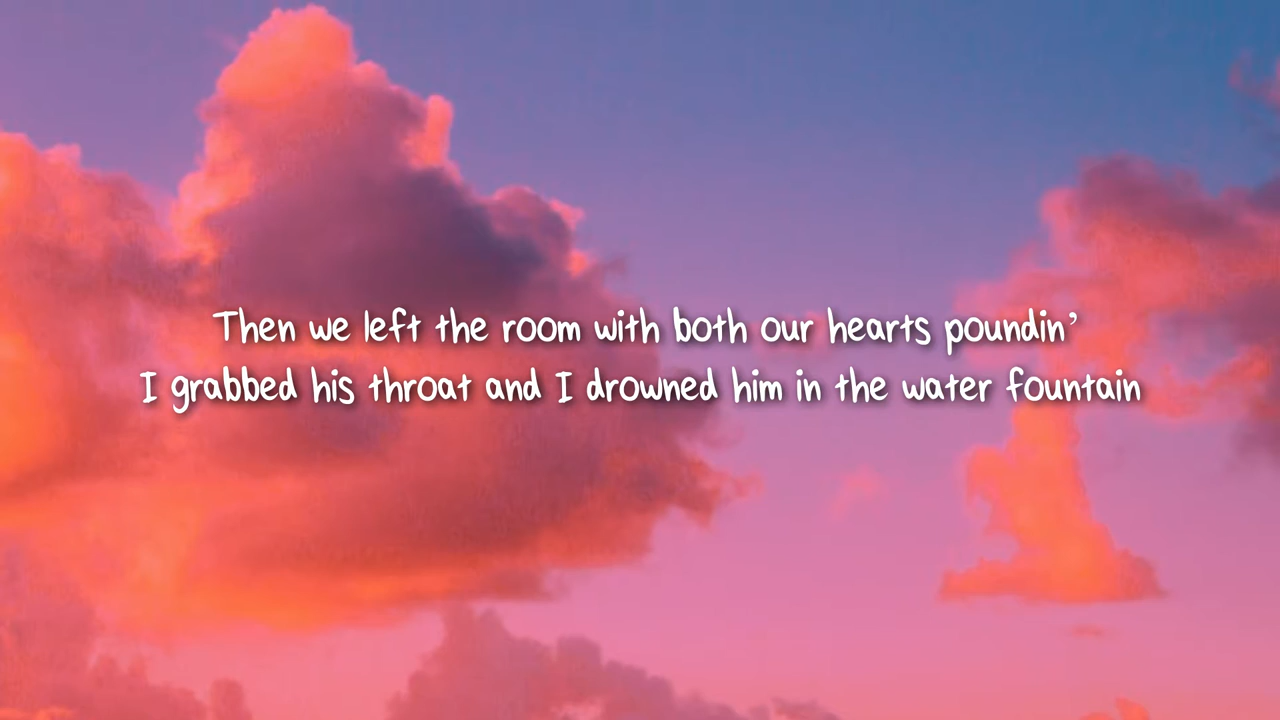 Then we left the room with both our hearts poundin’
I grabbed his throat and I drowned him in the water fountain